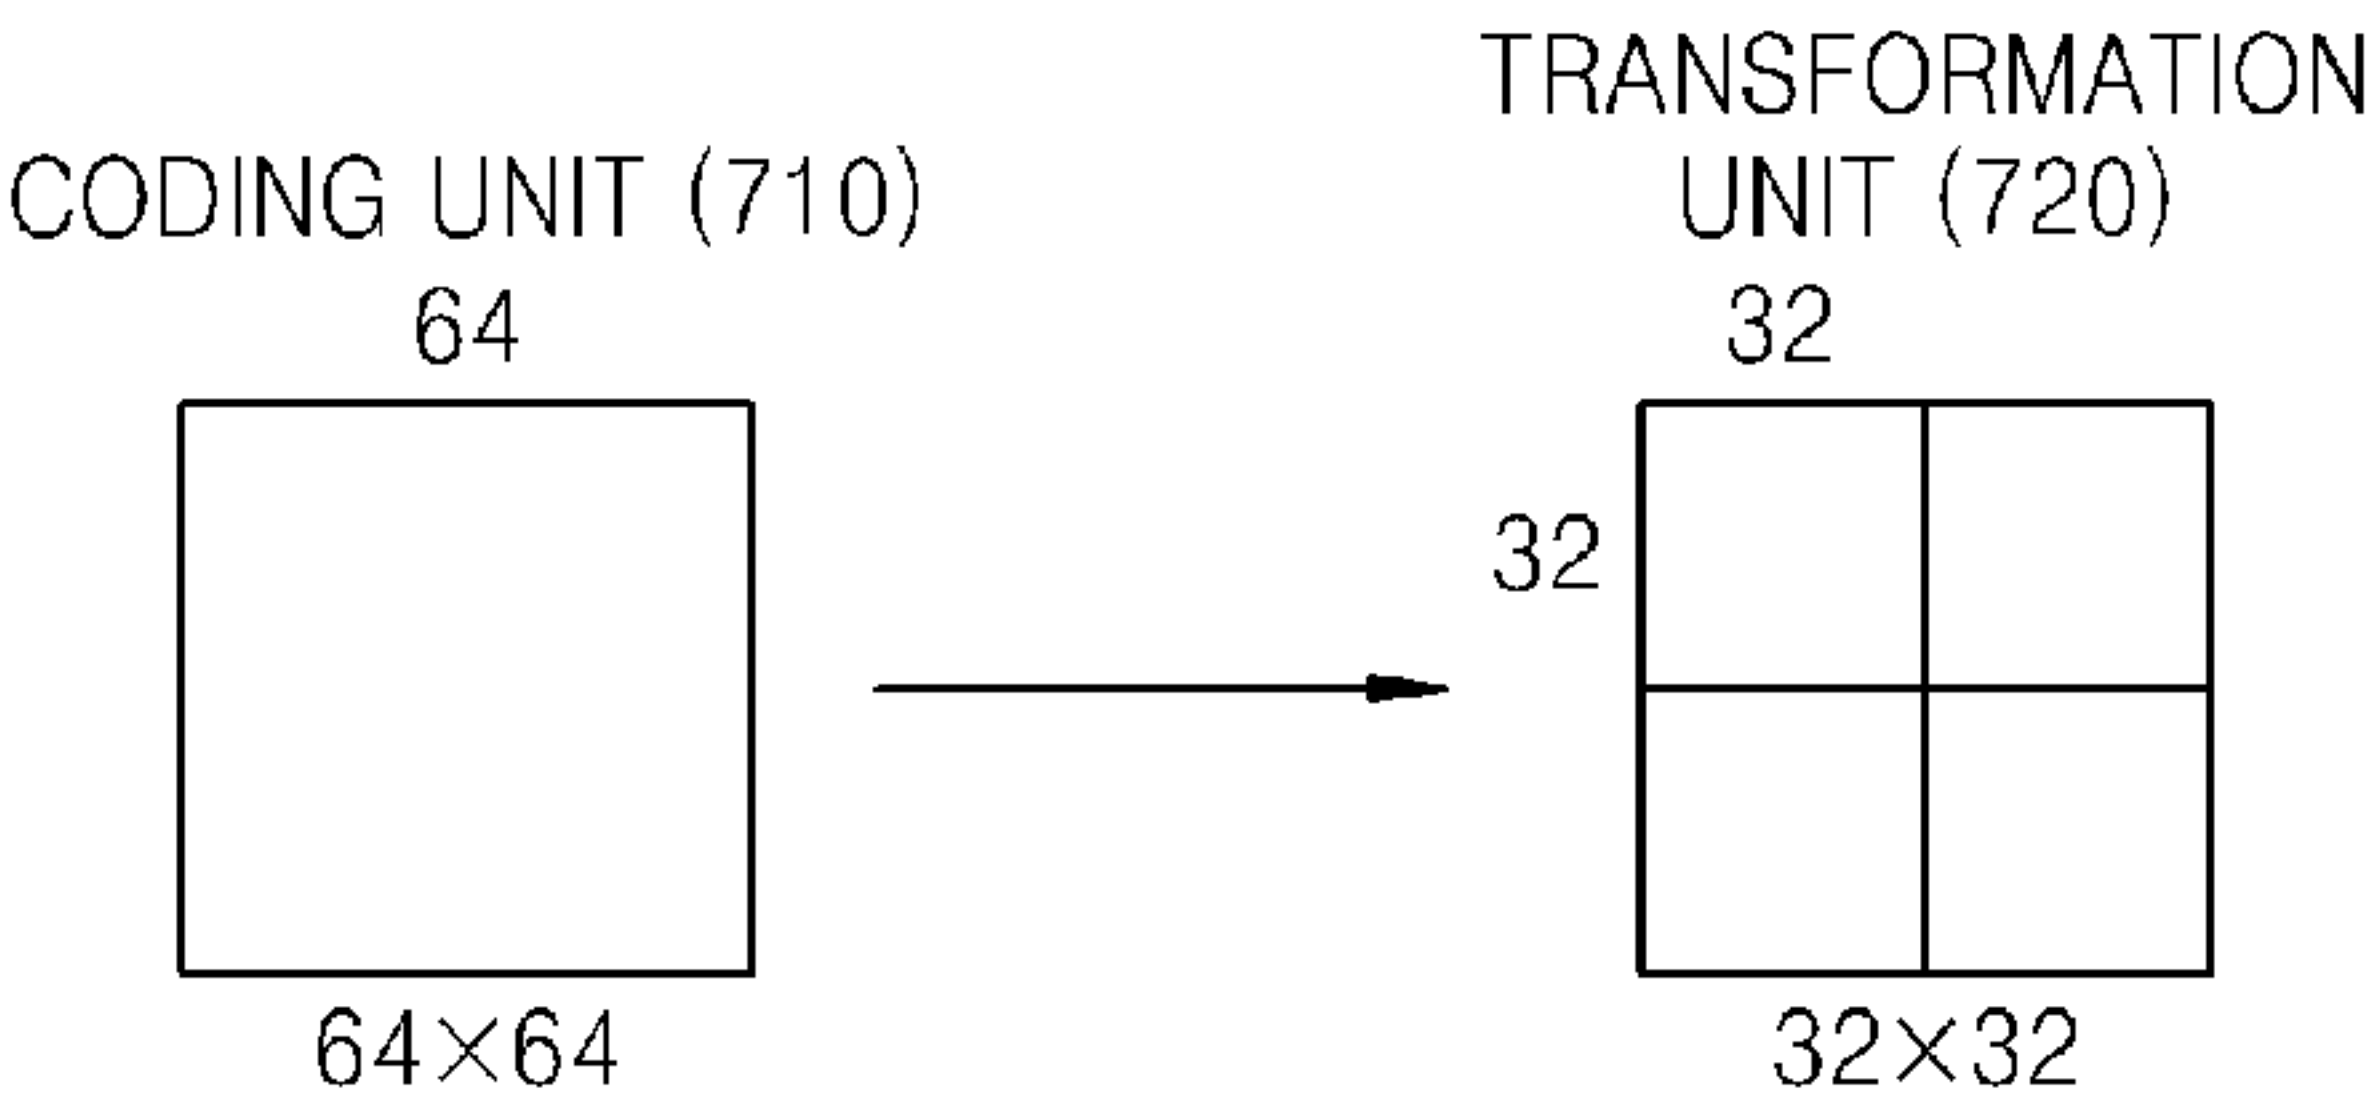 CODING UNIT (710)
64
64×64
TRANSFORMATION
UNIT (720)
32
32
32×32